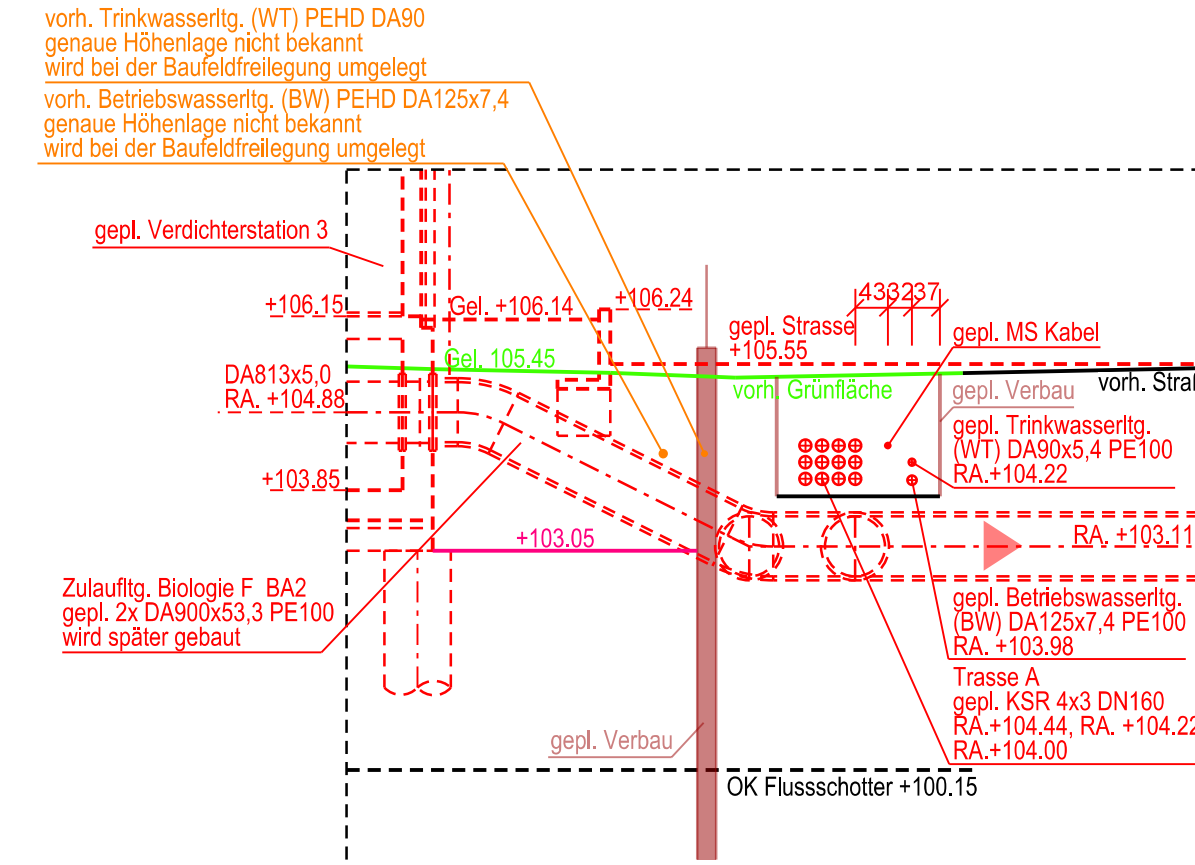 vorh. Trinkwasserltg. (WT) PEHD DA90
genaue Höhenlage nicht bekannt
wird bei der Baufeldfreilegung umgelegt
vorh. Betriebswasserltg. (BW) PEHD DA125x7,4
genaue Höhenlage nicht bekannt
wird bei der Baufeldfreilegung umgelegt
gepl. Verdichterstation 3
+106.15
Gel. +106.14
+106.24
433237
gepl. Strasse
+105.55
gepl. MS Kabel
Gel. 105.45
DA813x5,0
RA. +104.88
vorh. Grünfläche
gepl. Verbau
vorh. Straß
gepl. Trinkwasserltg.
(WT) DA90x5,4 PE100
RA.+104.22
+103.85
+103.05
RA. +103.11
Zulaufltg. Biologie F BA2
gepl. 2x DA900x53,3 PE100
wird später gebaut
gepl. Betriebswasserltg.
(BW) DA125x7,4 PE100
RA. +103.98
Trasse A
gepl. KSR 4x3 DN160
RA.+104.44, RA. +104.22
RA.+104.00
gepl. Verbau
OK Flussschotter +100.15